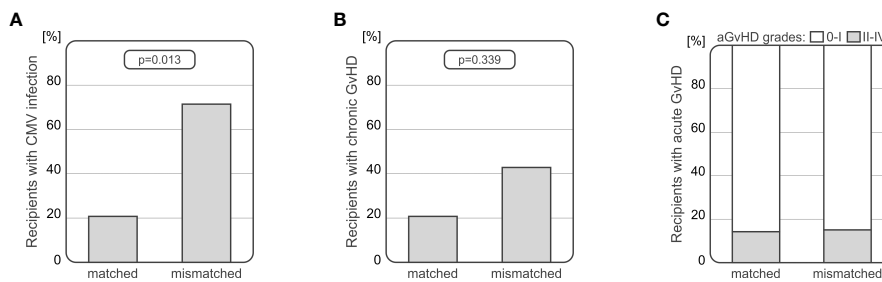 A
[%]
p=0.013
Recipients with CMV infection
80
60
40
20
0
matched mismatched
B
[%]
p=0.339
Recipients with chronic GvHD
80
60
40
20
0
matched mismatched
C
aGvHD grades: 0-I II-IV
[%]
Recipients with acute GvHD
80
60
40
20
0
matched mismatched